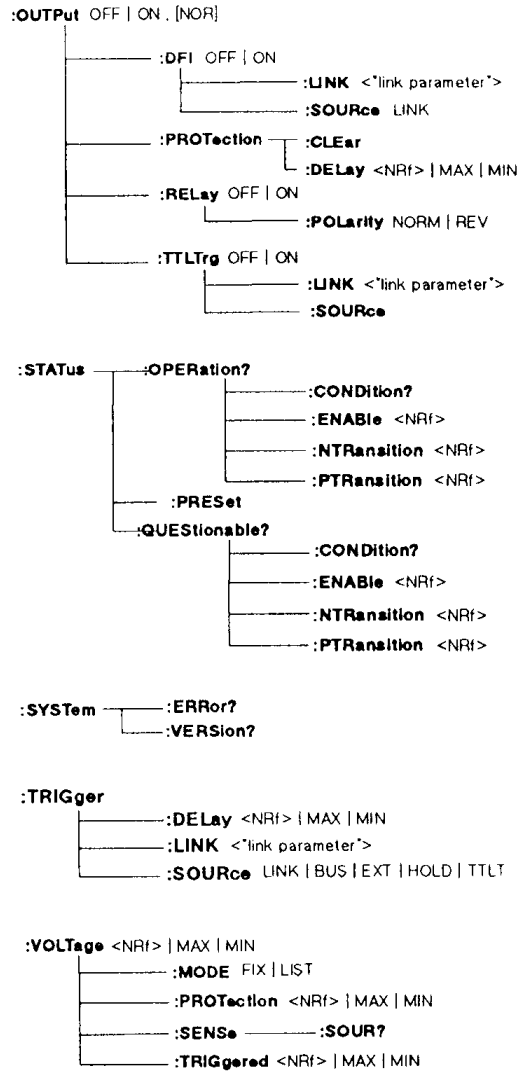 :OUTPut OFF | ON , [NOR]
:DFI OFF | ON
:LINK <"link parameter">
:SOURce LINK
:PROTection :CLEar
:DELay <NRf> | MAX | MIN
:RELay OFF | ON
:POLarity NORM | REV
:TTLTrg OFF | ON
:LINK <"link parameter">
:SOURce
:STATus :OPERation?
:CONDition?
:ENABle <NRf>
:NTRansition <NRf>
:PTRansition <NRf>
:PRESet
:QUEStionable?
:CONDition?
:ENABle <NRf>
:NTRansition <NRf>
:PTRansition <NRf>
:SYSTem :ERRor?
:VERSion?
:TRIGger
:DELay <NRf> | MAX | MIN
:LINK <"link parameter">
:SOURce LINK | BUS | EXT | HOLD | TTLT
:VOLTage <NRf> | MAX | MIN
:MODE FIX | LIST
:PROTection <NRf> | MAX | MIN
:SENSe :SOUR?
:TRIGgered <NRf> | MAX | MIN